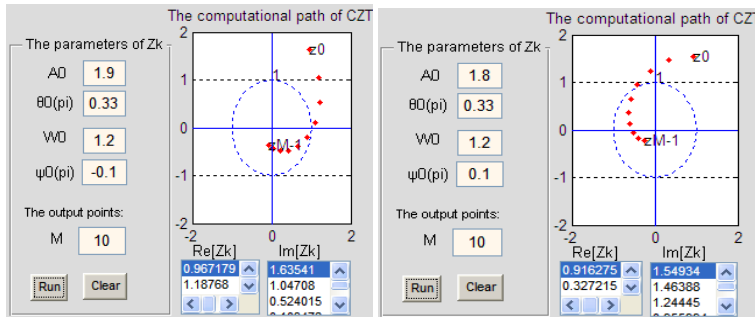 The computational path of CZT
The parameters of Zk
A0 1.9
θ0(pi) 0.33
W0 1.2
ψ0(pi) -0.1
The output points:
M 10
Run Clear
2
1
0
-1
-2
-2 0 2
1
z0
zM-1
Re[Zk] Im[Zk]
0.967179 1.63541
1.18768 1.04708
0.524015
The computational path of CZT
The parameters of Zk
A0 1.8
θ0(pi) 0.33
W0 1.2
ψ0(pi) 0.1
The output points:
M 10
Run Clear
2
1
0
-1
-2
-2 0 2
1
z0
zM-1
Re[Zk] Im[Zk]
0.916275 1.54934
0.327215 1.46388
1.24445